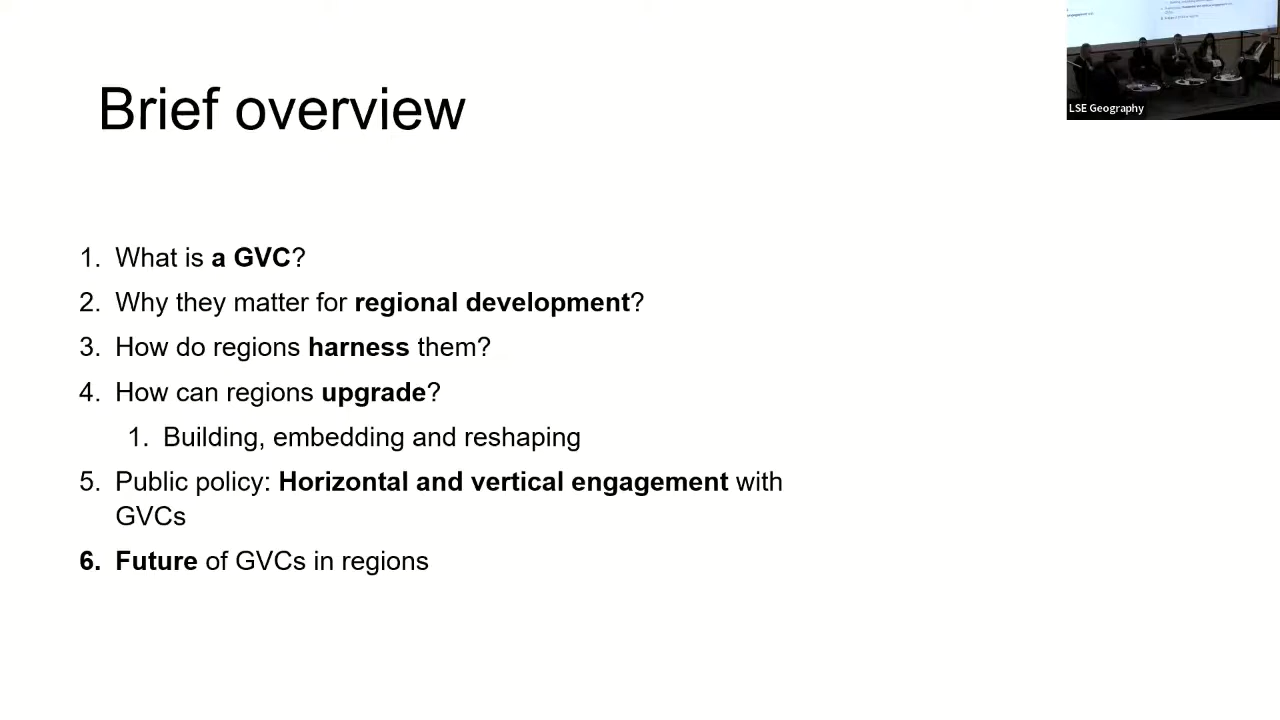 Brief overview
1. What is a GVC?
2. Why they matter for regional development?
3. How do regions harness them?
4. How can regions upgrade?
1. Building, embedding and reshaping
5. Public policy: Horizontal and vertical engagement with
GVCs
6. Future of GVCs in regions
LSE Geography